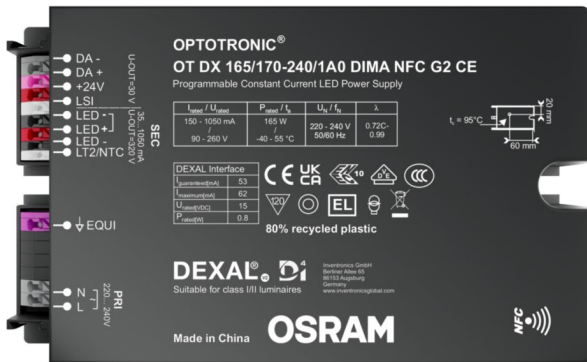 OPTOTRONIC®
OT DX 165/170-240/1A0 DIMA NFC G2 CE
Programmable Constant Current LED Power Supply
DA -
DA +
+24V
LSI
LED -
LED+
LED -
LT2/NTC
U-OUT=30 V
35...1050 mA
U-OUT=320 V
SEC
EQUI
N
L
220...240V
PRI
Irated / Urated Prated / ta UN / fN λ
150 - 1050 mA 165 W 220 - 240 V 0.72C-
/ / 50/60 Hz 0.99
90 - 260 V -40 - 55 °C
tc = 95°C
20 mm
60 mm
DEXAL Interface
Iguaranteed[mA] 53
Imaximum[mA] 62
Urated[VDC] 15
Prated[W] 0.8
CE UK CA 10 CCC
120 EL
80% recycled plastic
DEXAL® D4i
Suitable for class I/II luminaires
Inventronics GmbH
Berliner Allee 65
86153 Augsburg
Germany
www.inventronicsglobal.com
Made in China
OSRAM
NFC